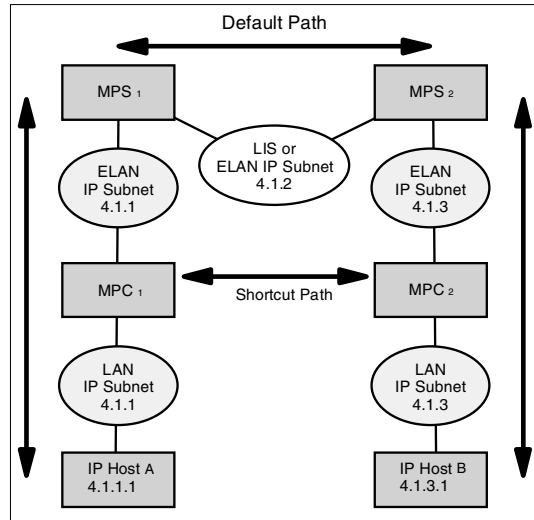 Default Path
MPS 1
MPS 2
LIS or
ELAN IP Subnet
4.1.2
ELAN
IP Subnet
4.1.1
ELAN
IP Subnet
4.1.3
MPC 1
MPC 2
Shortcut Path
LAN
IP Subnet
4.1.1
LAN
IP Subnet
4.1.3
IP Host A
4.1.1.1
IP Host B
4.1.3.1